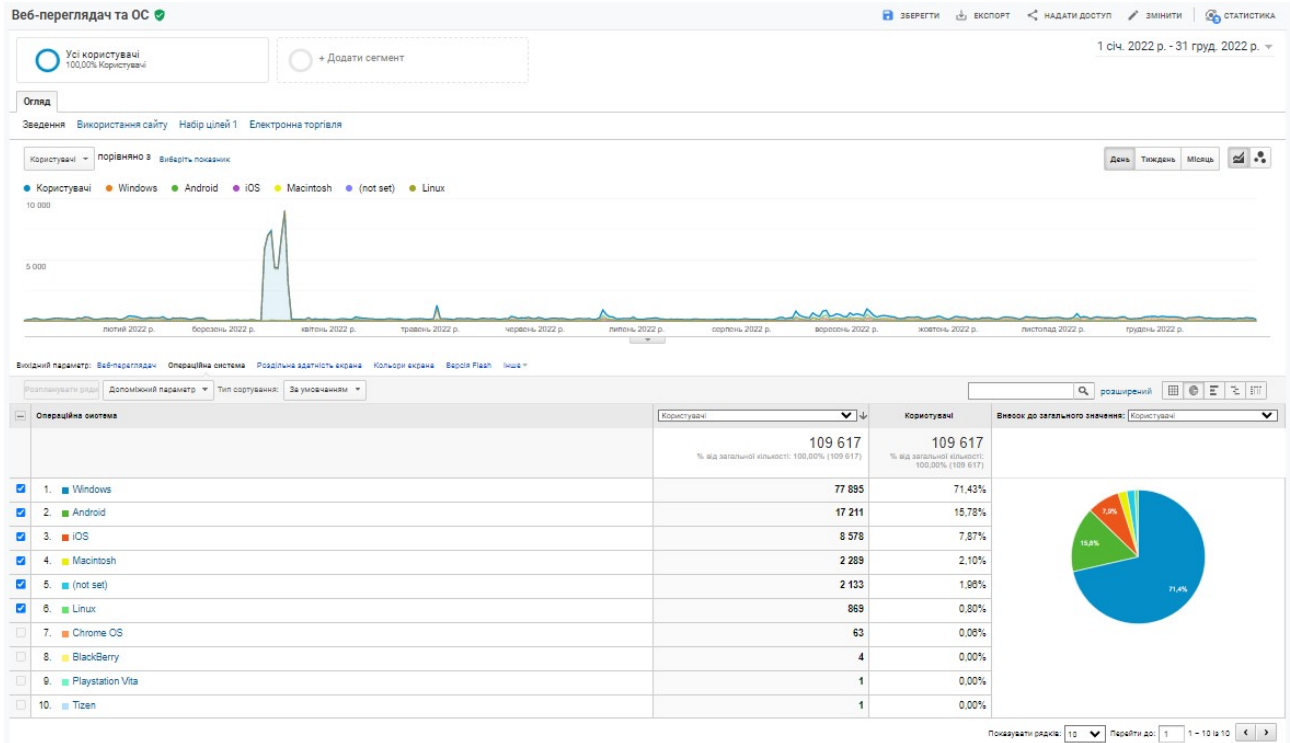 Веб-переглядач та ОС
ЗБЕРЕГТИ ЕКСПОРТ НАДАТИ ДОСТУП ЗМІНИТИ СТАТИСТИКА
Усі користувачі
100,00% Користувачі
+ Додати сегмент
1 січ. 2022 р. - 31 груд. 2022 р.
Огляд
Зведення Використання сайту Набір цілей 1 Електронна торгівля
Користувачі порівняно з Виберіть показник
День Тиждень Місяць
Користувачі Windows Android iOS Macintosh (not set) Linux
10 000
5 000
лютий 2022 р. березень 2022 р. квітень 2022 р. травень 2022 р. червень 2022 р. липень 2022 р. серпень 2022 р. вересень 2022 р. жовтень 2022 р. листопад 2022 р. грудень 2022 р.
Вихідний параметр: Веб-переглядач Операційна система Роздільна здатність екрана Кольори екрана Версія Flash Інше
Розпланувати ряди Допоміжний параметр Тип сортування: За умовчанням
розширений
Операційна система Користувачі Користувачі Внесок до загального значення: Користувачі
109 617 109 617
% від загальної кількості: 100,00% (109 617) % від загальної кількості:
100,00% (109 617)
1. Windows 77 895 71,43%
2. Android 17 211 15,78%
3. iOS 8 578 7,87%
4. Macintosh 2 289 2,10%
5. (not set) 2 133 1,96%
6. Linux 869 0,80%
7. Chrome OS 63 0,06%
8. BlackBerry 4 0,00%
9. Playstation Vita 1 0,00%
10. Tizen 1 0,00%
7,9%
15,8%
71,4%
Показувати рядків: 10 Перейти до: 1 1 – 10 із 10